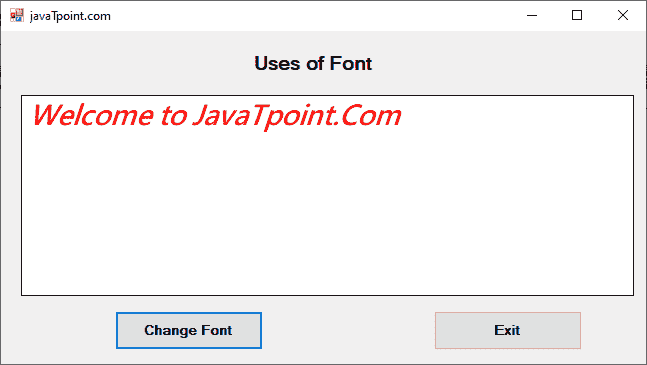 javaTpoint.com
Uses of Font
Welcome to JavaTpoint.Com
Change Font
Exit